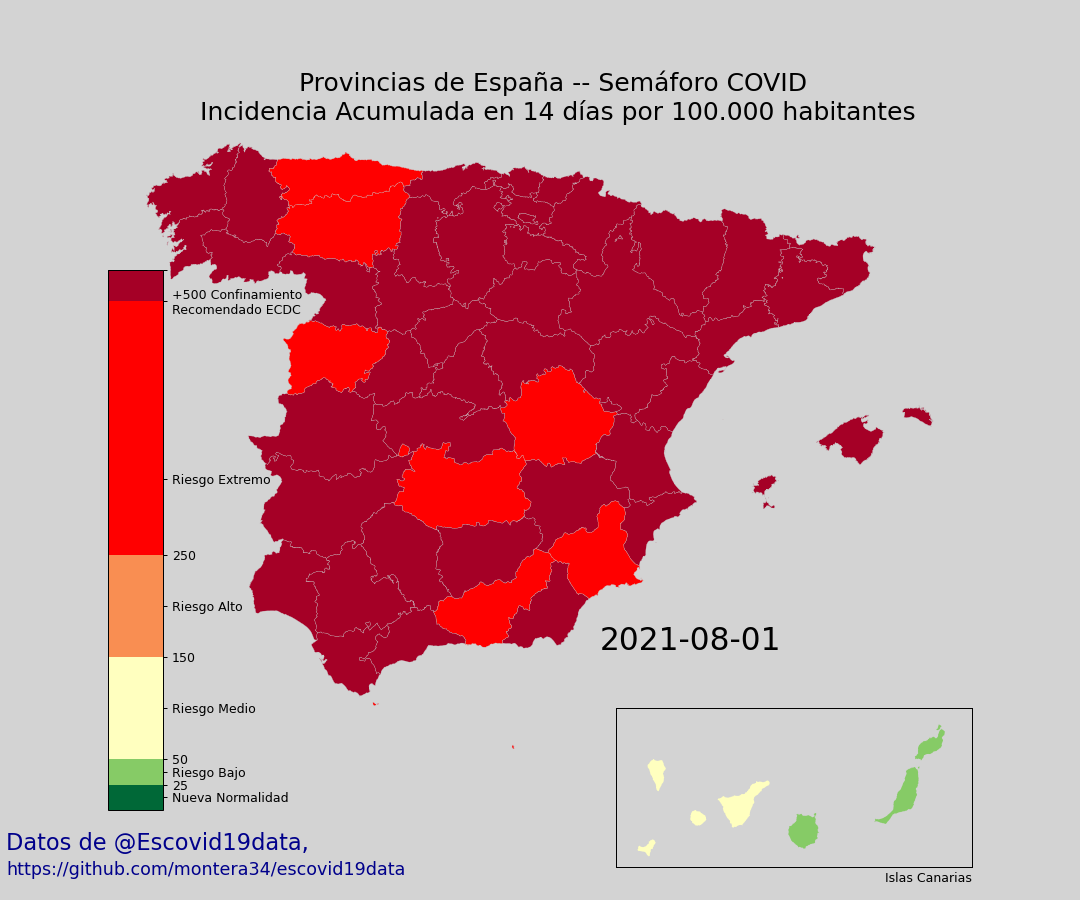 Provincias de España -- Semáforo COVID
Incidencia Acumulada en 14 días por 100.000 habitantes
+500 Confinamiento
Recomendado ECDC
Riesgo Extremo
250
Riesgo Alto
150
Riesgo Medio
50
Riesgo Bajo
25
Nueva Normalidad
2021-08-01
Islas Canarias
Datos de @Escovid19data,
https://github.com/montera34/escovid19data